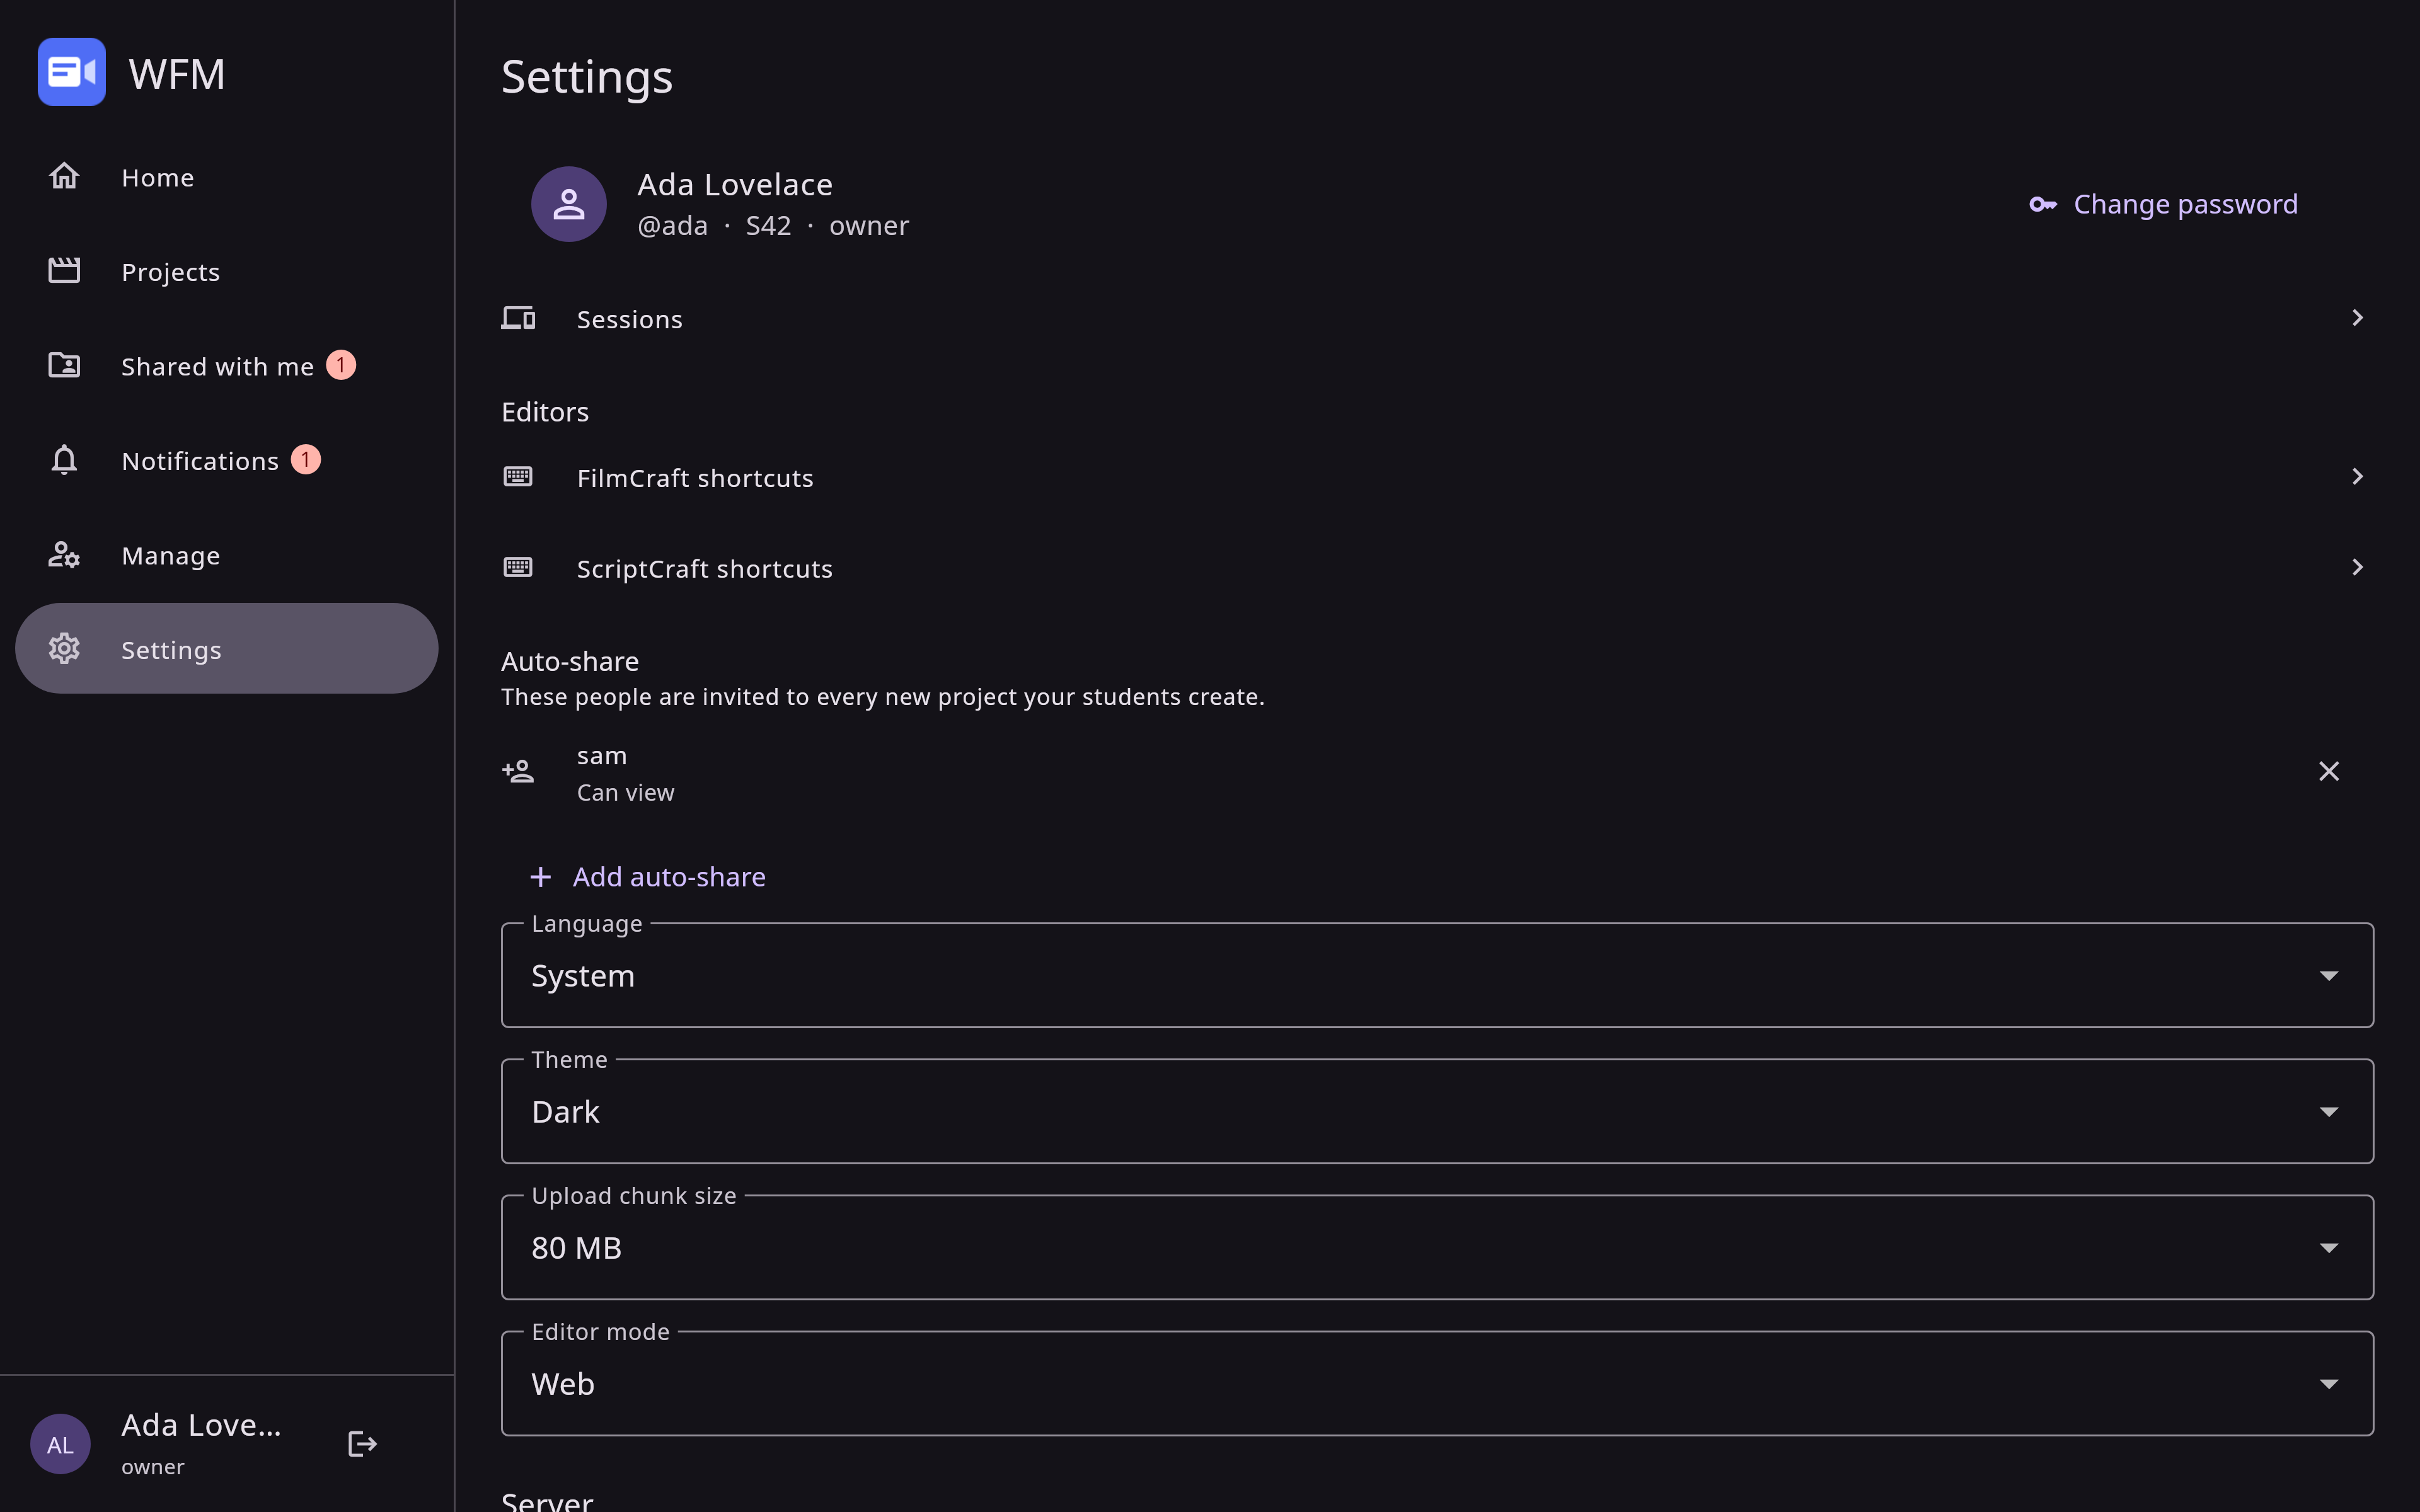 WFM
Home
Projects
Shared with me 1
Notifications 1
Manage
Settings
AL
Ada Love...
owner
Settings
Ada Lovelace
@ada · S42 · owner
Change password
Sessions
Editors
FilmCraft shortcuts
ScriptCraft shortcuts
Auto-share
These people are invited to every new project your students create.
sam
Can view
Add auto-share
Language
System
Theme
Dark
Upload chunk size
80 MB
Editor mode
Web
Server